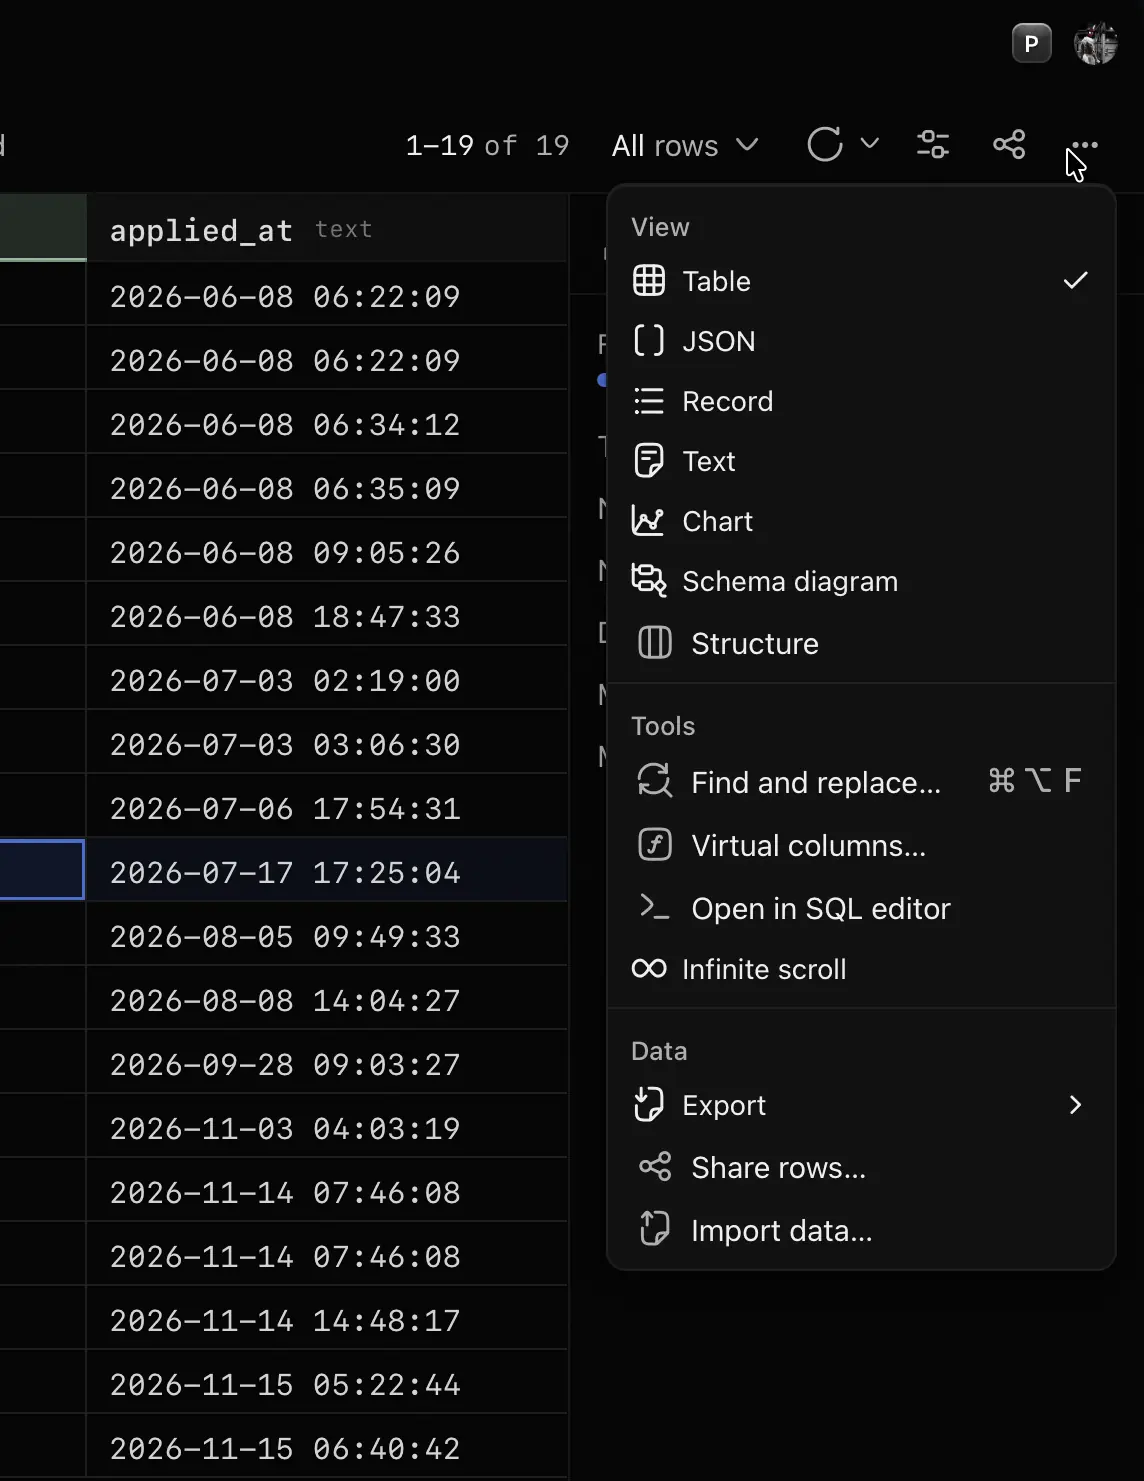 P
1–19 of 19
All rows
applied_at text
2026-06-08 06:22:09
2026-06-08 06:22:09
2026-06-08 06:34:12
2026-06-08 06:35:09
2026-06-08 09:05:26
2026-06-08 18:47:33
2026-07-03 02:19:00
2026-07-03 03:06:30
2026-07-06 17:54:31
2026-07-17 17:25:04
2026-08-05 09:49:33
2026-08-08 14:04:27
2026-09-28 09:03:27
2026-11-03 04:03:19
2026-11-14 07:46:08
2026-11-14 07:46:08
2026-11-14 14:48:17
2026-11-15 05:22:44
2026-11-15 06:40:42
View
Table
JSON
Record
Text
Chart
Schema diagram
Structure
Tools
Find and replace... ⌘ ⌥ F
Virtual columns...
Open in SQL editor
Infinite scroll
Data
Export
Share rows...
Import data...